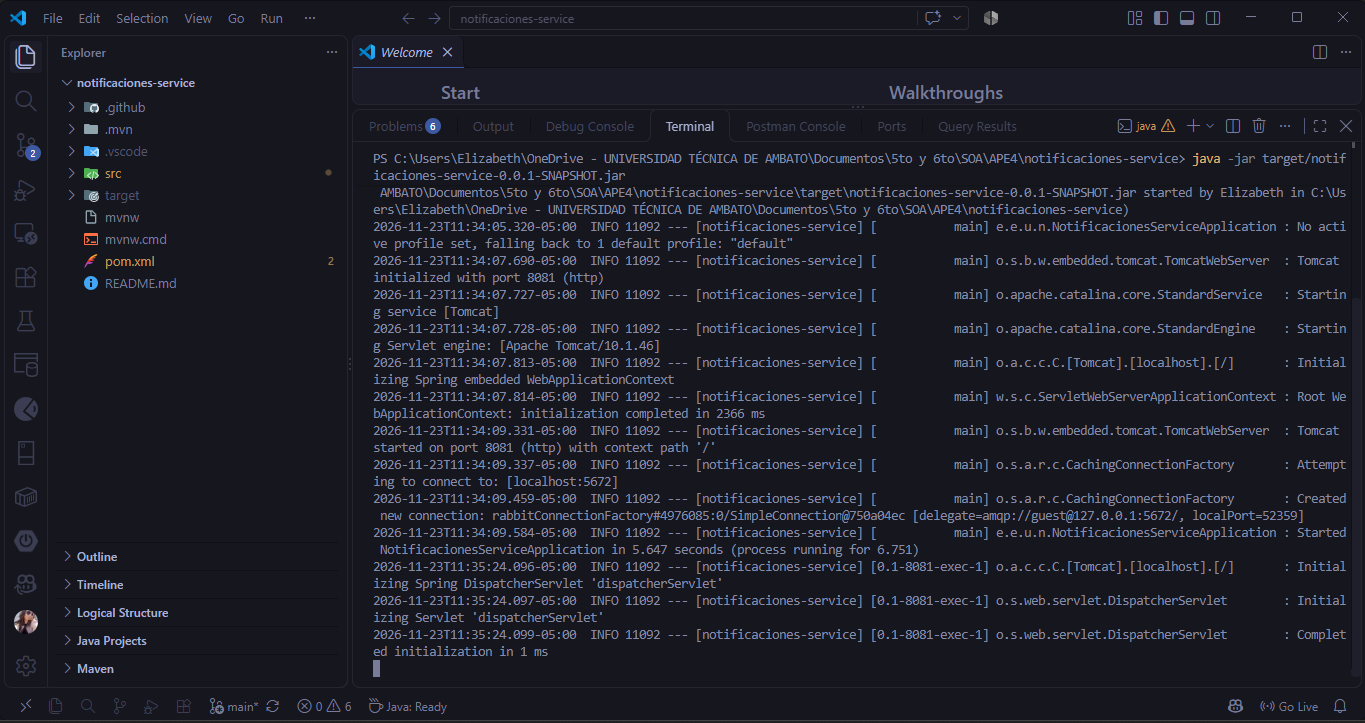 File Edit Selection View Go Run ···
notificaciones-service
Explorer ···
notificaciones-service
.github
.mvn
.vscode
src
target
mvnw
mvnw.cmd
pom.xml 2
README.md
Outline
Timeline
Logical Structure
Java Projects
Maven
2
Welcome
Start Walkthroughs
Problems 6 Output Debug Console Terminal Postman Console Ports Query Results
java
PS C:\Users\Elizabeth\OneDrive - UNIVERSIDAD TÉCNICA DE AMBATO\Documentos\5to y 6to\SOA\APE4\notificaciones-service> java -jar target/notif
icaciones-service-0.0.1-SNAPSHOT.jar
AMBATO\Documentos\5to y 6to\SOA\APE4\notificaciones-service\target\notificaciones-service-0.0.1-SNAPSHOT.jar started by Elizabeth in C:\Us
ers\Elizabeth\OneDrive - UNIVERSIDAD TÉCNICA DE AMBATO\Documentos\5to y 6to\SOA\APE4\notificaciones-service)
2026-11-23T11:34:05.320-05:00  INFO 11092 --- [notificaciones-service] [           main] e.e.u.n.NotificacionesServiceApplication : No acti
ve profile set, falling back to 1 default profile: "default"
2026-11-23T11:34:07.690-05:00  INFO 11092 --- [notificaciones-service] [           main] o.s.b.w.embedded.tomcat.TomcatWebServer  : Tomcat
initialized with port 8081 (http)
2026-11-23T11:34:07.727-05:00  INFO 11092 --- [notificaciones-service] [           main] o.apache.catalina.core.StandardService   : Startin
g service [Tomcat]
2026-11-23T11:34:07.728-05:00  INFO 11092 --- [notificaciones-service] [           main] o.apache.catalina.core.StandardEngine    : Startin
g Servlet engine: [Apache Tomcat/10.1.46]
2026-11-23T11:34:07.813-05:00  INFO 11092 --- [notificaciones-service] [           main] o.a.c.c.C.[Tomcat].[localhost].[/]       : Initial
izing Spring embedded WebApplicationContext
2026-11-23T11:34:07.814-05:00  INFO 11092 --- [notificaciones-service] [           main] w.s.c.ServletWebServerApplicationContext : Root We
bApplicationContext: initialization completed in 2366 ms
2026-11-23T11:34:09.331-05:00  INFO 11092 --- [notificaciones-service] [           main] o.s.b.w.embedded.tomcat.TomcatWebServer  : Tomcat
started on port 8081 (http) with context path '/'
2026-11-23T11:34:09.337-05:00  INFO 11092 --- [notificaciones-service] [           main] o.s.a.r.c.CachingConnectionFactory       : Attempt
ing to connect to: [localhost:5672]
2026-11-23T11:34:09.459-05:00  INFO 11092 --- [notificaciones-service] [           main] o.s.a.r.c.CachingConnectionFactory       : Created
new connection: rabbitConnectionFactory#4976085:0/SimpleConnection@750a04ec [delegate=amqp://guest@127.0.0.1:5672/, localPort=52359]
2026-11-23T11:34:09.584-05:00  INFO 11092 --- [notificaciones-service] [           main] e.e.u.n.NotificacionesServiceApplication : Started
NotificacionesServiceApplication in 5.647 seconds (process running for 6.751)
2026-11-23T11:35:24.096-05:00  INFO 11092 --- [notificaciones-service] [0.1-8081-exec-1] o.a.c.c.C.[Tomcat].[localhost].[/]       : Initial
izing Spring DispatcherServlet 'dispatcherServlet'
2026-11-23T11:35:24.097-05:00  INFO 11092 --- [notificaciones-service] [0.1-8081-exec-1] o.s.web.servlet.DispatcherServlet        : Initial
izing Servlet 'dispatcherServlet'
2026-11-23T11:35:24.099-05:00  INFO 11092 --- [notificaciones-service] [0.1-8081-exec-1] o.s.web.servlet.DispatcherServlet        : Complet
ed initialization in 1 ms
main* 0 6 Java: Ready Go Live